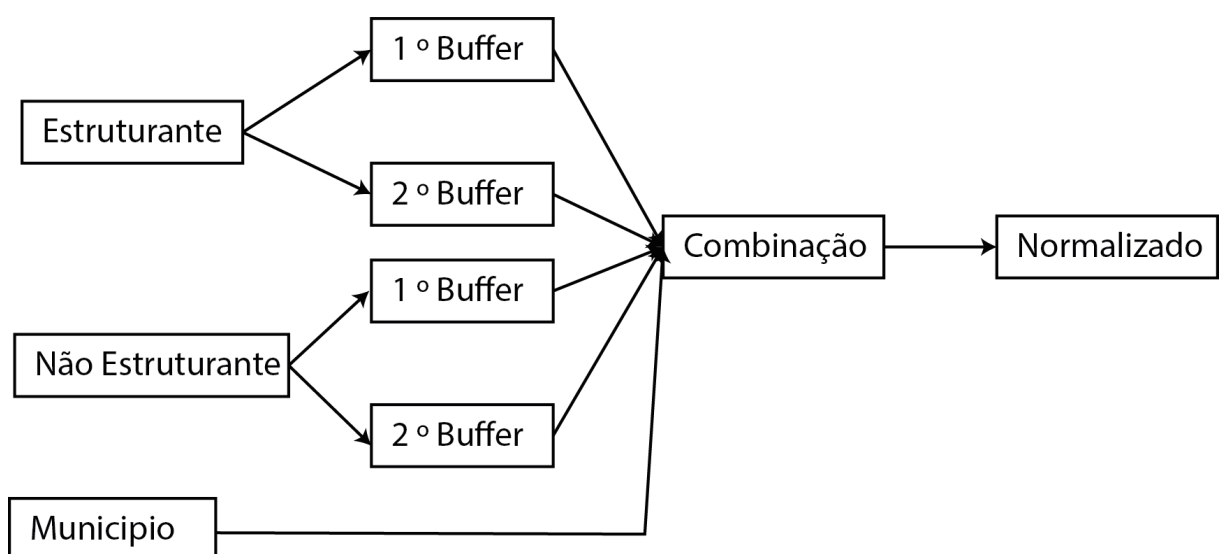 1 º Buffer
Estruturante
2 º Buffer
Combinação
Normalizado
1 º Buffer
Não Estruturante
2 º Buffer
Municipio